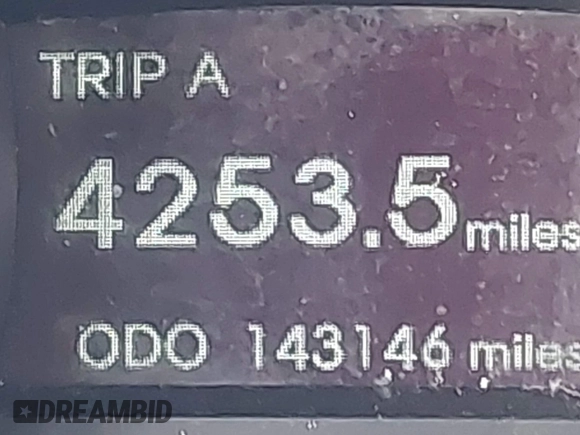 TRIP A
4253.5 miles
ODO 143146 miles
DREAMBID